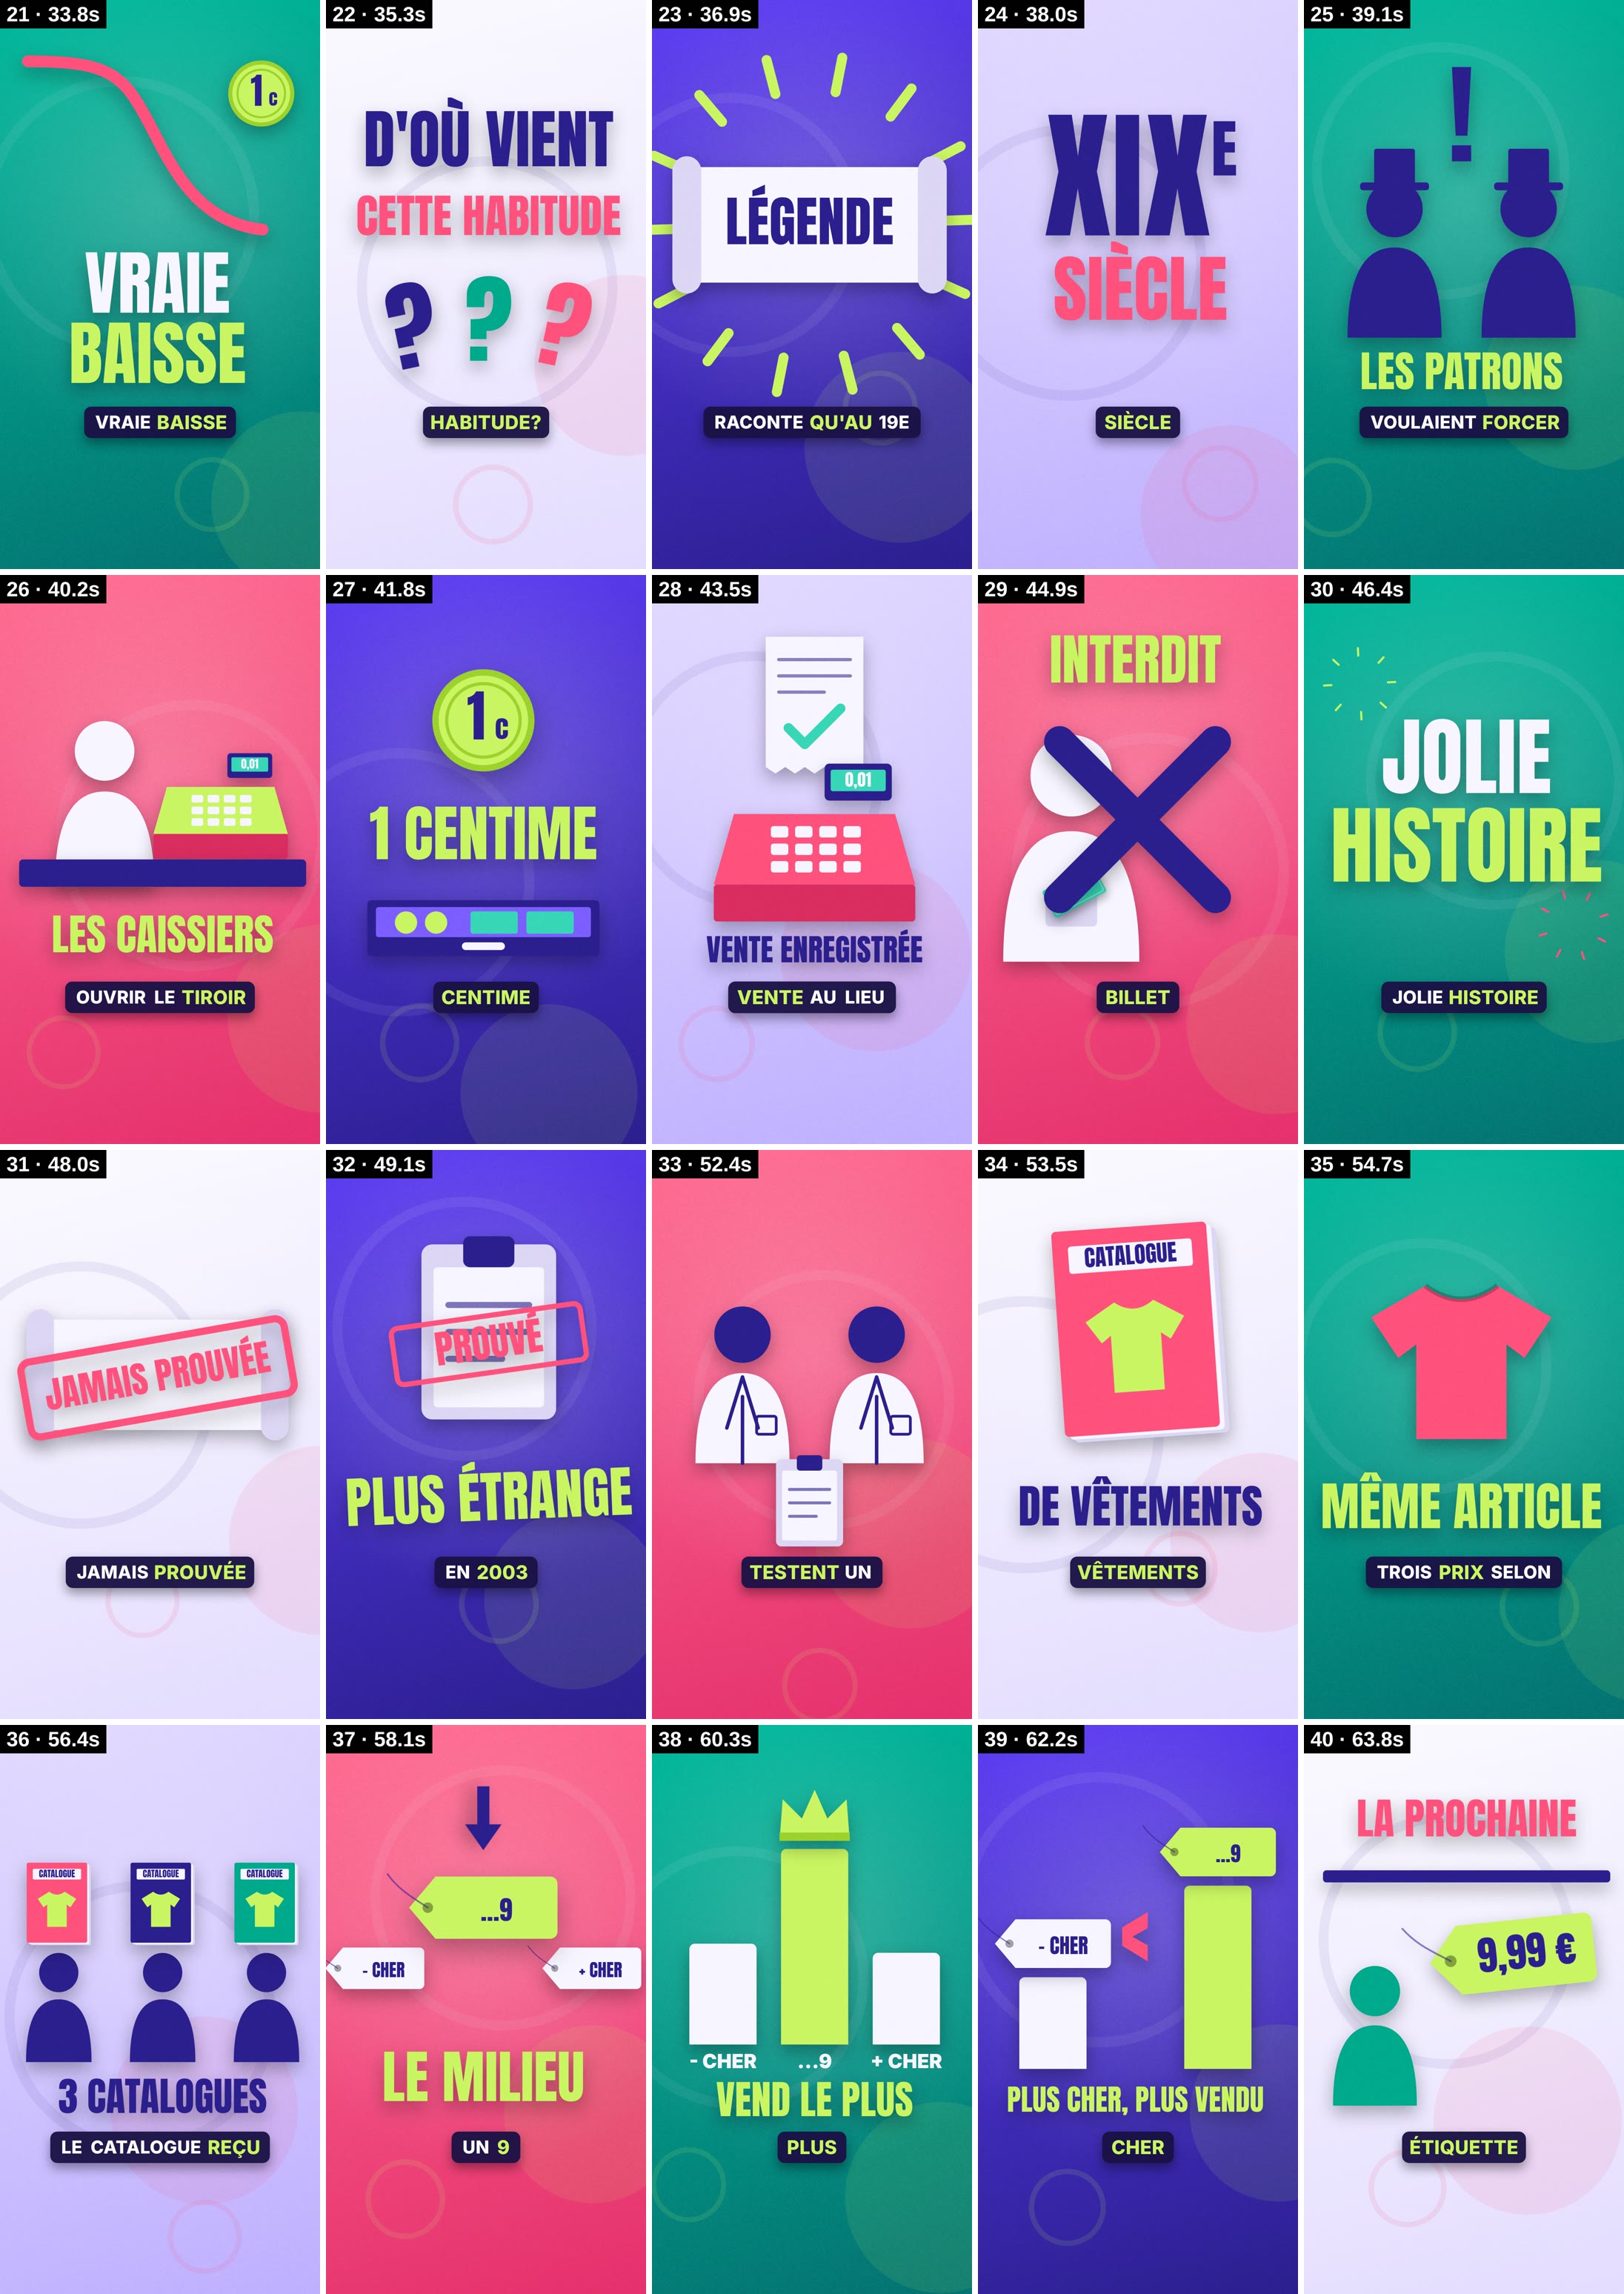 21 · 33.8s
1 c
VRAIE
BAISSE
VRAIE BAISSE
22 · 35.3s
D'OÙ VIENT
CETTE HABITUDE
? ? ?
HABITUDE?
23 · 36.9s
LÉGENDE
RACONTE QU'AU 19E
24 · 38.0s
XIXE
SIÈCLE
SIÈCLE
25 · 39.1s
!
LES PATRONS
VOULAIENT FORCER
26 · 40.2s
0,01
LES CAISSIERS
OUVRIR LE TIROIR
27 · 41.8s
1 c
1 CENTIME
CENTIME
28 · 43.5s
0,01
VENTE ENREGISTRÉE
VENTE AU LIEU
29 · 44.9s
INTERDIT
BILLET
30 · 46.4s
JOLIE
HISTOIRE
JOLIE HISTOIRE
31 · 48.0s
JAMAIS PROUVÉE
JAMAIS PROUVÉE
32 · 49.1s
PROUVÉ
PLUS ÉTRANGE
EN 2003
33 · 52.4s
TESTENT UN
34 · 53.5s
CATALOGUE
DE VÊTEMENTS
VÊTEMENTS
35 · 54.7s
MÊME ARTICLE
TROIS PRIX SELON
36 · 56.4s
CATALOGUE
CATALOGUE
CATALOGUE
3 CATALOGUES
LE CATALOGUE REÇU
37 · 58.1s
...9
- CHER
+ CHER
LE MILIEU
UN 9
38 · 60.3s
- CHER
...9
+ CHER
VEND LE PLUS
PLUS
39 · 62.2s
...9
- CHER
<
PLUS CHER, PLUS VENDU
CHER
40 · 63.8s
LA PROCHAINE
9,99 €
ÉTIQUETTE